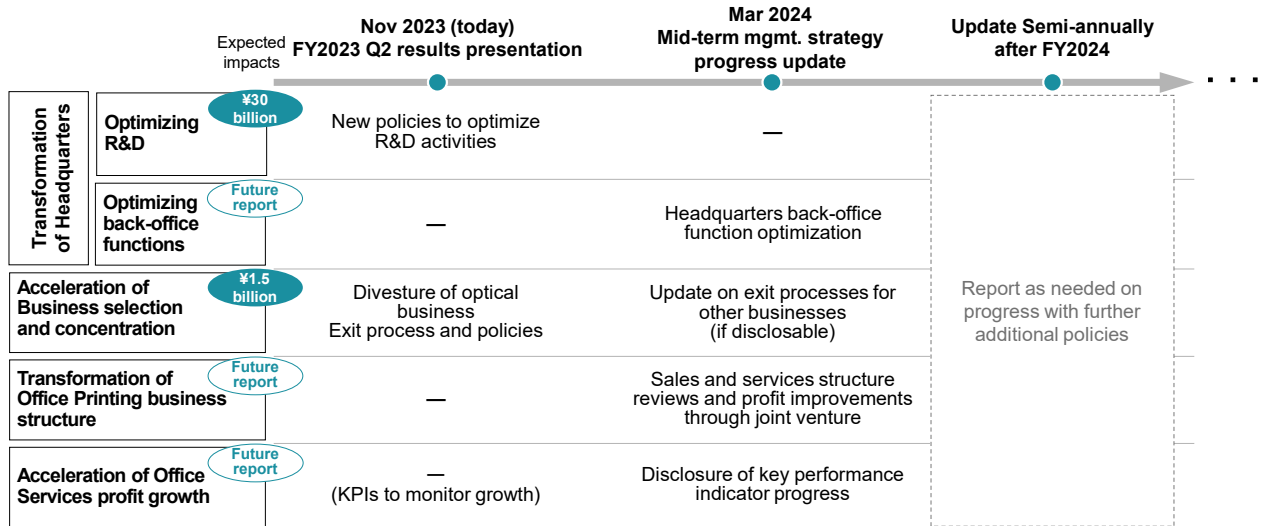 Expected
impacts
Nov 2023 (today)
FY2023 Q2 results presentation
Mar 2024
Mid-term mgmt. strategy
progress update
Update Semi-annually
after FY2024
. . .
Transformation
of Headquarters
Optimizing
R&D
¥30
billion
New policies to optimize
R&D activities
—
Optimizing
back-office
functions
Future
report
—
Headquarters back-office
function optimization
Acceleration of
Business selection
and concentration
¥1.5
billion
Divesture of optical
business
Exit process and policies
Update on exit processes for
other businesses
(if disclosable)
Report as needed on
progress with further
additional policies
Transformation of
Office Printing business
structure
Future
report
—
Sales and services structure
reviews and profit improvements
through joint venture
Acceleration of Office
Services profit growth
Future
report
—
(KPIs to monitor growth)
Disclosure of key performance
indicator progress